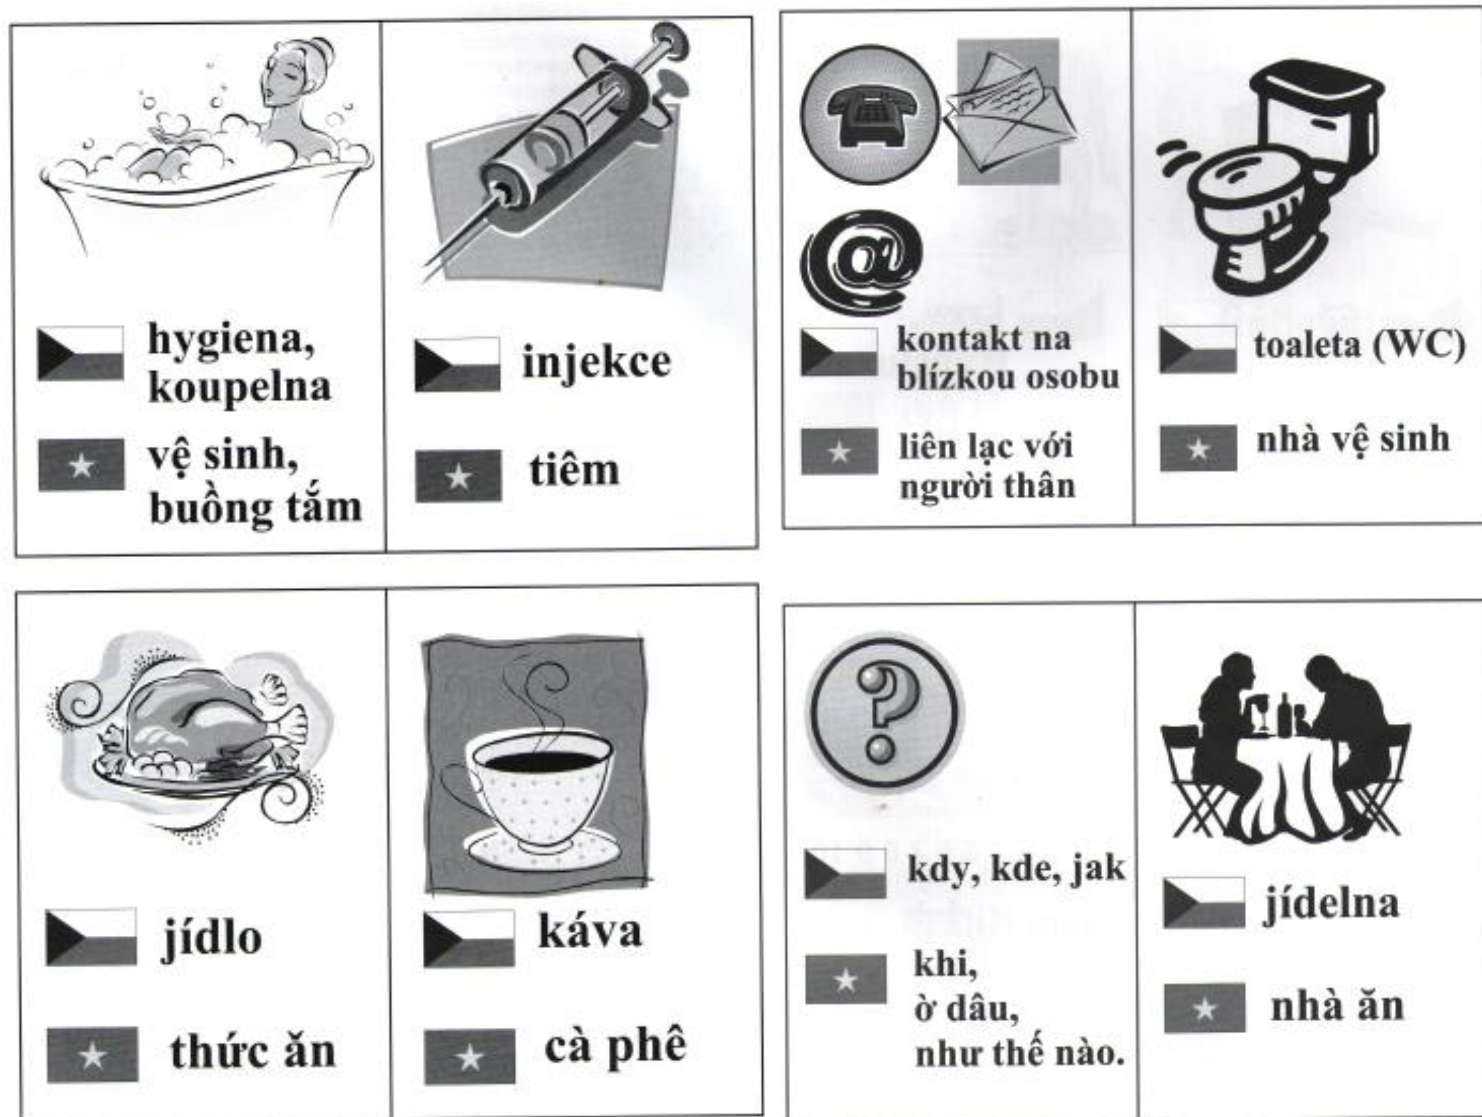 hygiena,
koupelna
vệ sinh,
buồng tắm
injekce
tiêm
kontakt na
blízkou osobu
liên lạc với
người thân
toaleta (WC)
nhà vệ sinh
jídlo
thức ăn
káva
cà phê
kdy, kde, jak
khi,
ờ dâu,
như thế nào.
jídelna
nhà ăn